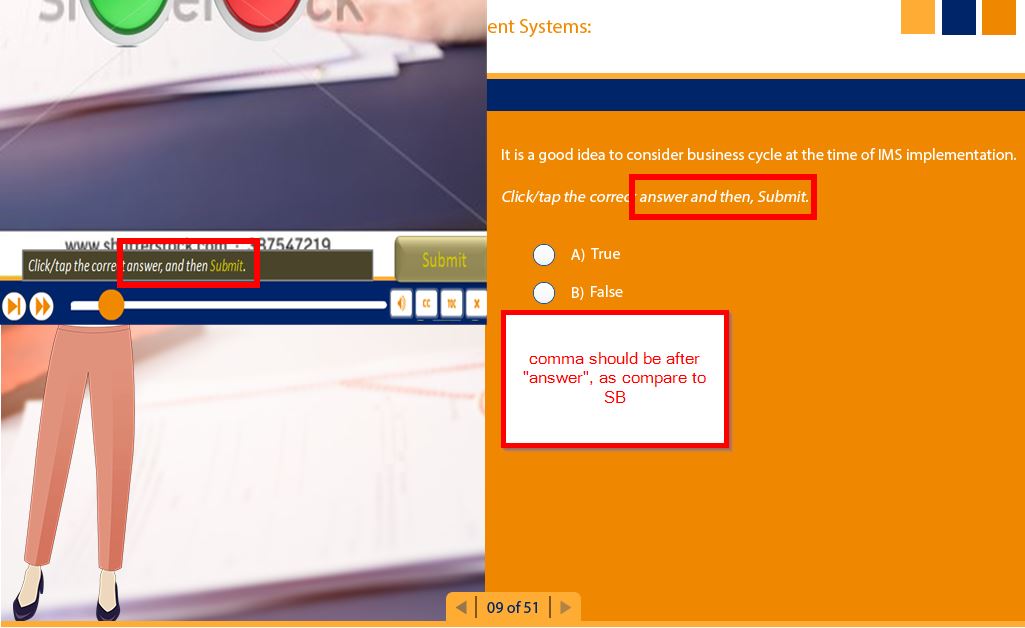 shutterstock
ent Systems:
It is a good idea to consider business cycle at the time of IMS implementation.
Click/tap the correct answer and then, Submit.
www.shutterstock.com · 387547219
Click/tap the correct answer, and then Submit.
Submit
A) True
B) False
CC
TOC
X
comma should be after
"answer", as compare to
SB
09 of 51